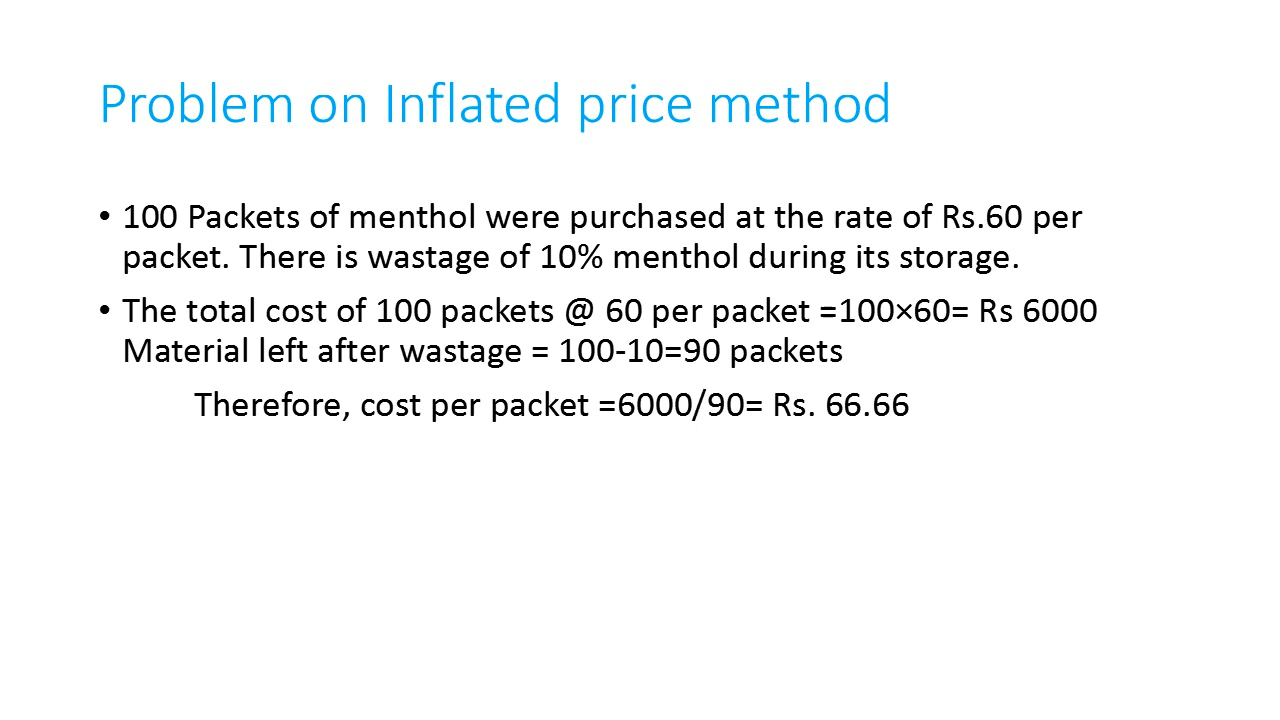 Problem on Inflated price method
• 100 Packets of menthol were purchased at the rate of Rs.60 per
packet. There is wastage of 10% menthol during its storage.
• The total cost of 100 packets @ 60 per packet =100×60= Rs 6000
Material left after wastage = 100-10=90 packets
Therefore, cost per packet =6000/90= Rs. 66.66